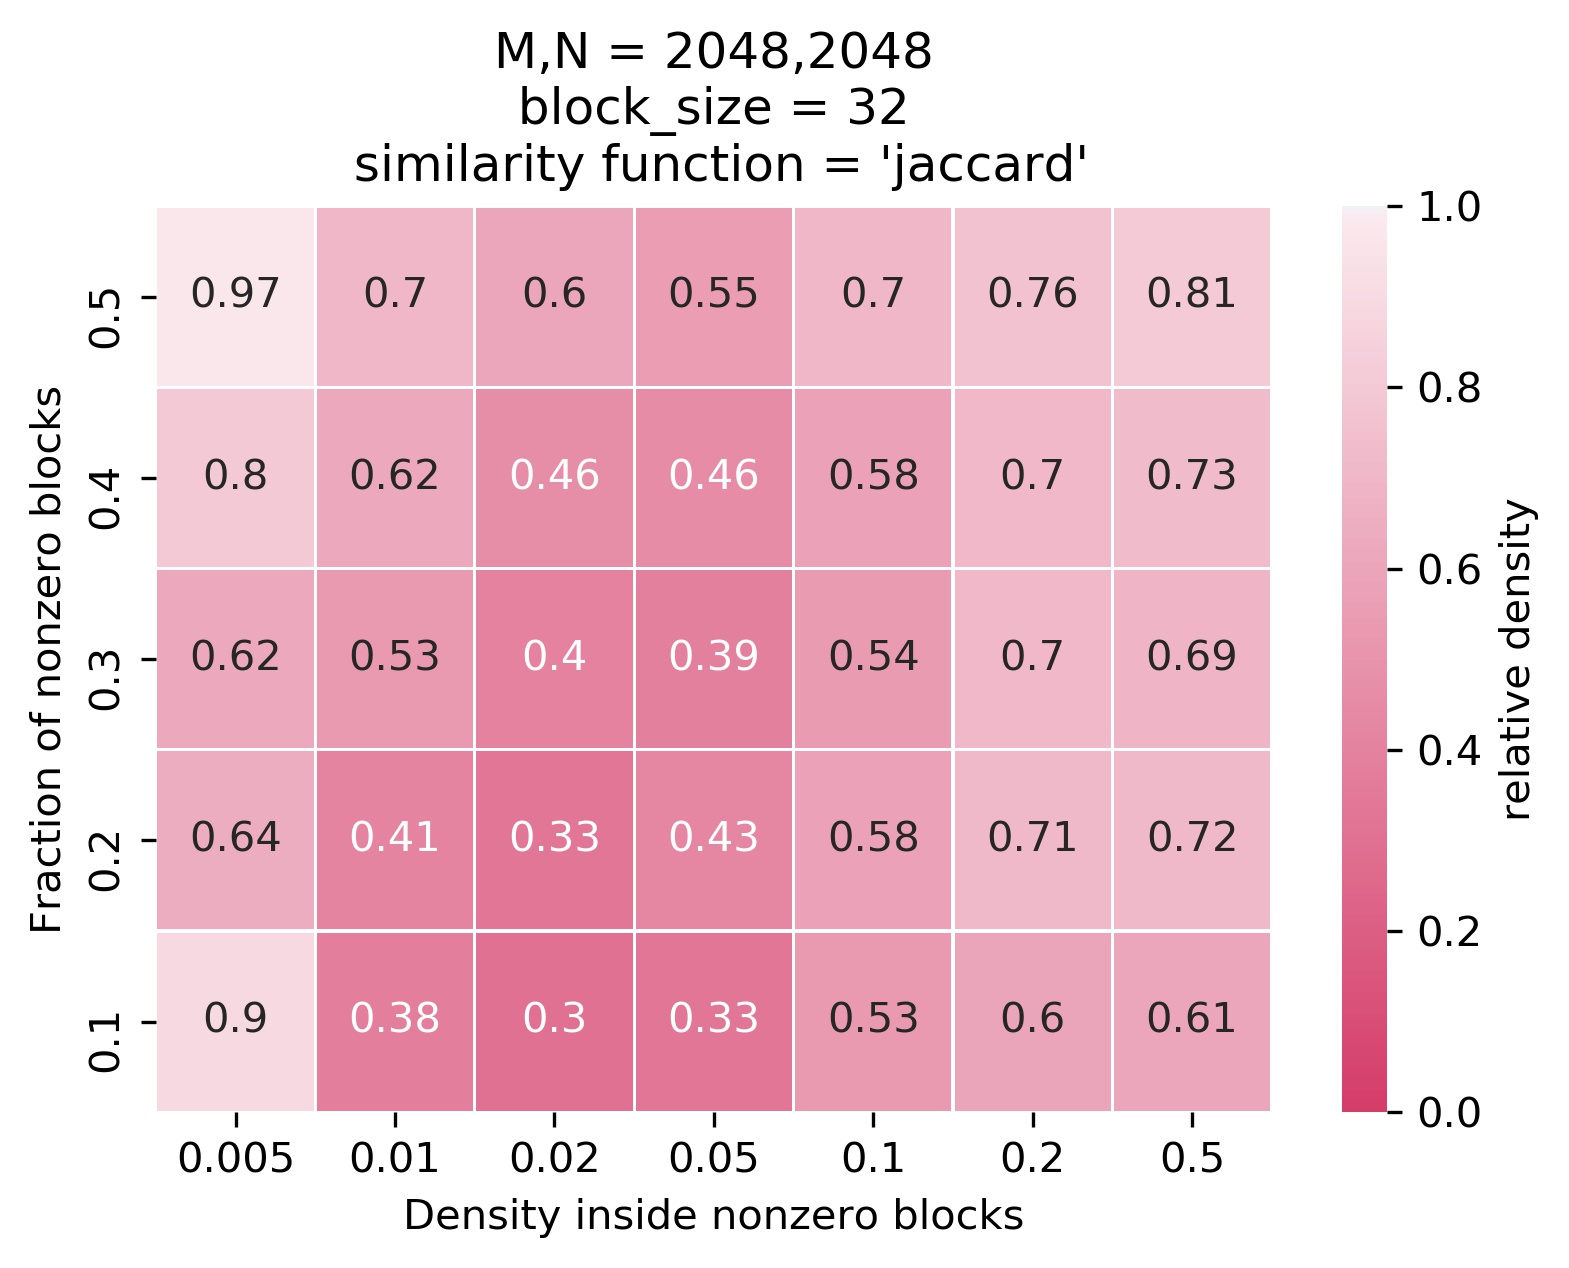 M,N = 2048,2048
block_size = 32
similarity function = 'jaccard'
Fraction of nonzero blocks
0.5 0.97 0.7 0.6 0.55 0.7 0.76 0.81
0.4 0.8 0.62 0.46 0.46 0.58 0.7 0.73
0.3 0.62 0.53 0.4 0.39 0.54 0.7 0.69
0.2 0.64 0.41 0.33 0.43 0.58 0.71 0.72
0.1 0.9 0.38 0.3 0.33 0.53 0.6 0.61
0.005 0.01 0.02 0.05 0.1 0.2 0.5
Density inside nonzero blocks
1.0
0.8
0.6
0.4
0.2
0.0
relative density